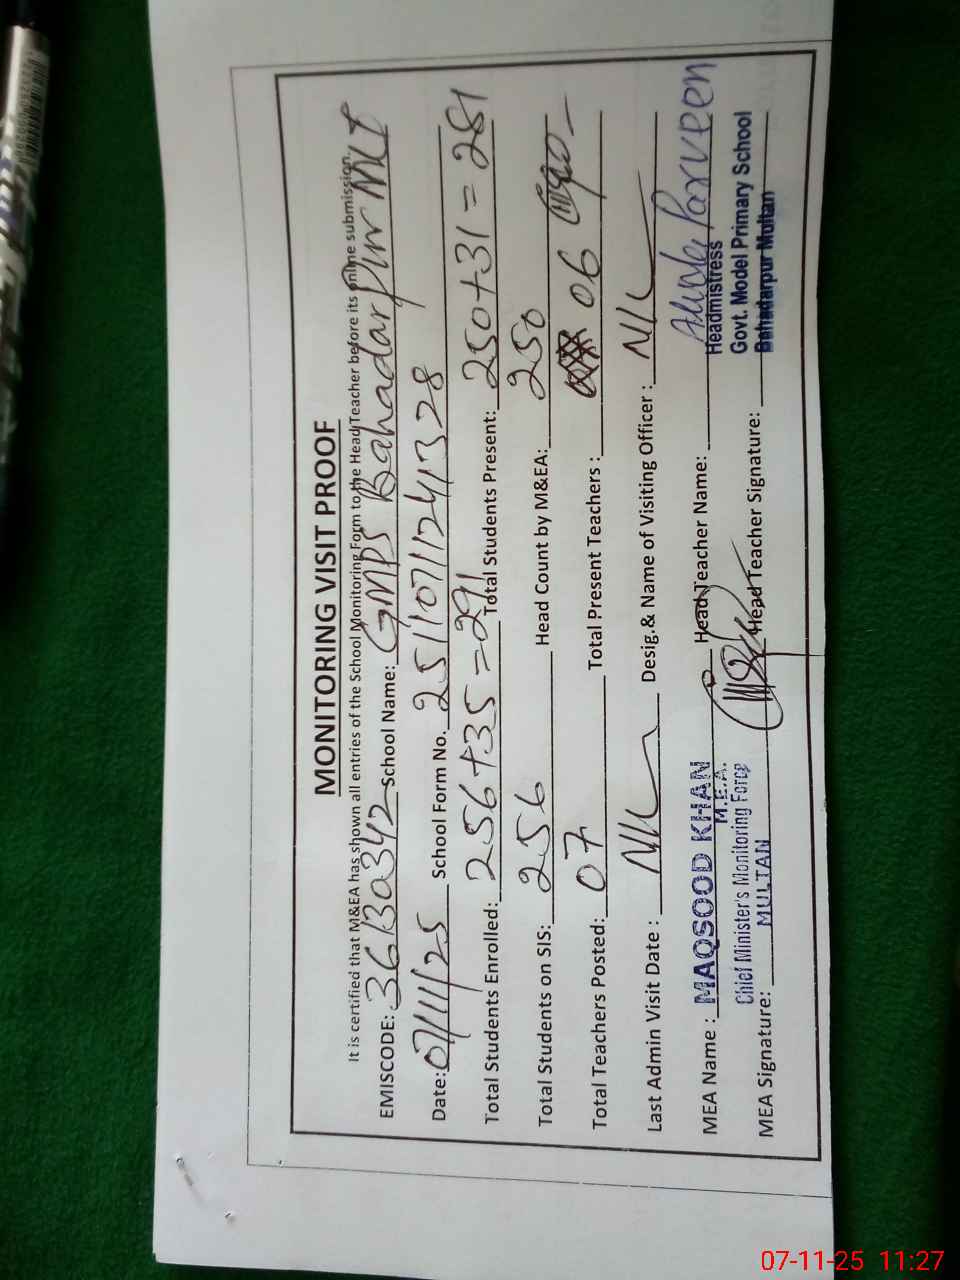 MONITORING VISIT PROOF
It is certified that M&EA has shown all entries of the School Monitoring Form to the Head Teacher before its online submission.
EMISCODE: 36130342 School Name: GMPS Bahadarpur
Date: 07/11/25 School Form No. 2511071124
Total Students Enrolled: 256+35=291 Total Students Present: 250+31=281
Total Students on SIS: 256 Head Count by M&EA: 250
Total Teachers Posted: 07 Total Present Teachers: 06
Last Admin Visit Date: NIL Desig.& Name of Visiting Officer: NIL
MEA Name: MAQSOOD KHAN Head Teacher Name: Parveen
M.E.A.
Chief Minister's Monitoring Force
MULTAN
Headmistress
Govt. Model Primary School
Bahadarpur Multan
MEA Signature: Head Teacher Signature:
07-11-25 11:27